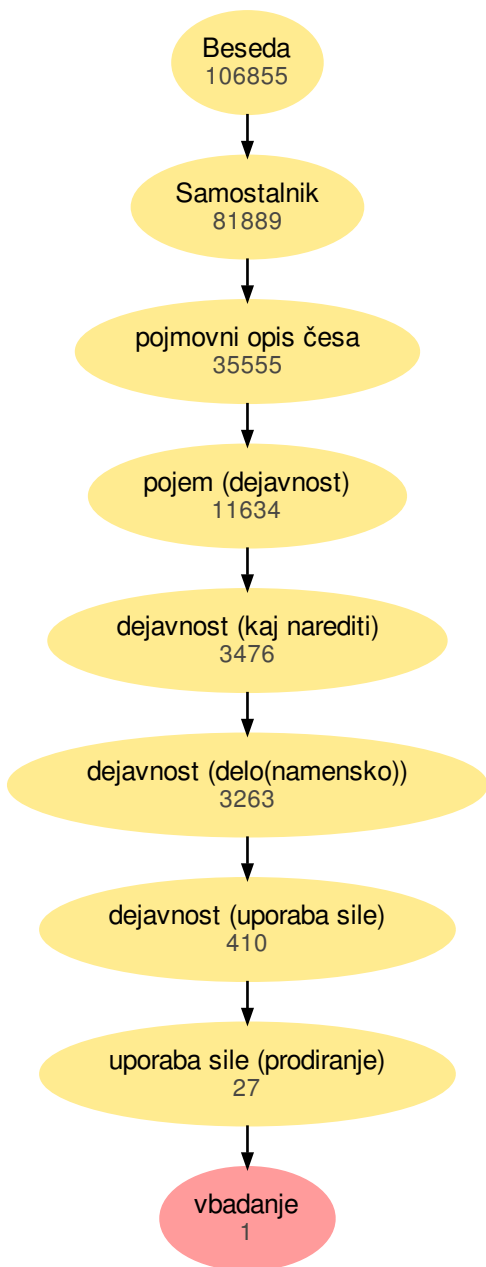 Beseda
106855
Samostalnik
81889
pojmovni opis česa
35555
pojem (dejavnost)
11634
dejavnost (kaj narediti)
3476
dejavnost (delo(namensko))
3263
dejavnost (uporaba sile)
410
uporaba sile (prodiranje)
27
vbadanje
1